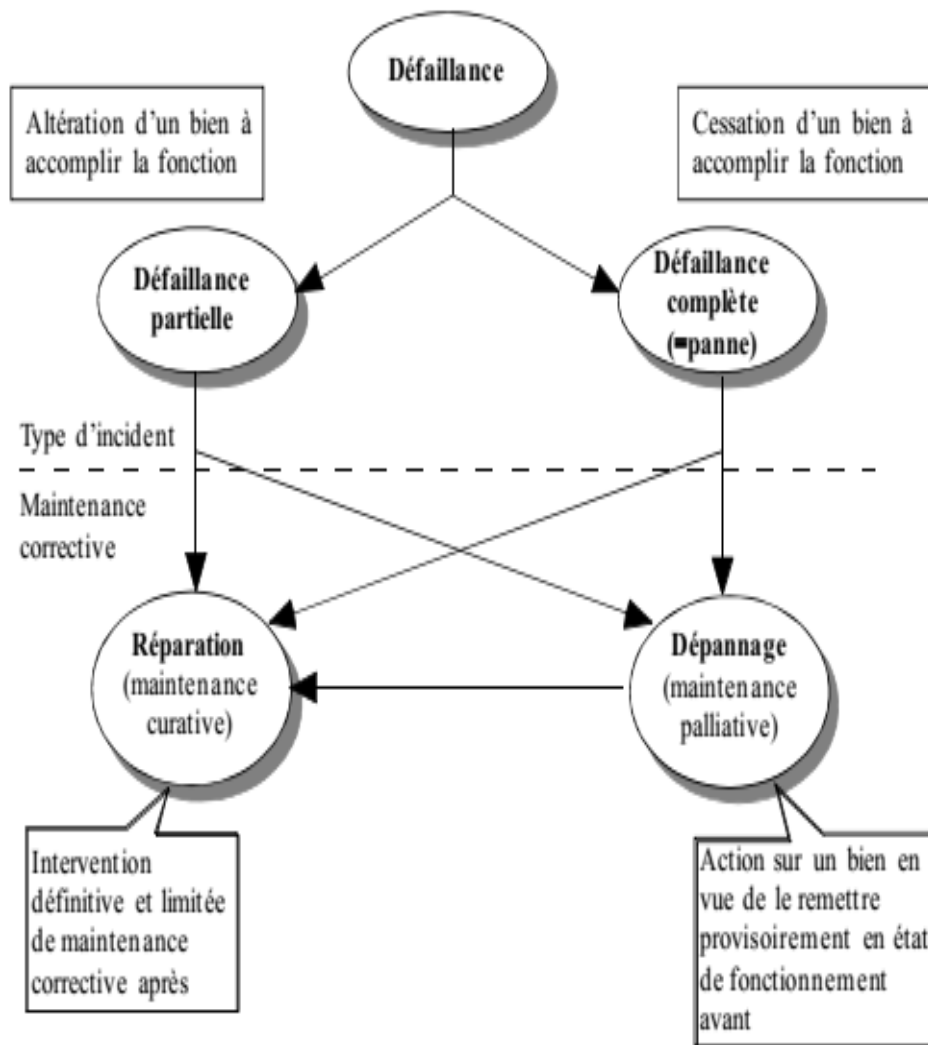 Défaillance
Altération d'un bien à
accomplir la fonction
Cessation d'un bien à
accomplir la fonction
Défaillance
partielle
Défaillance
complète
(=panne)
Type d'incident
Maintenance
corrective
Réparation
(maintenance
curative)
Dépannage
(maintenance
palliative)
Intervention
définitive et limitée
de maintenance
corrective après
Action sur un bien en
vue de le remettre
provisoirement en état
de fonctionnement
avant